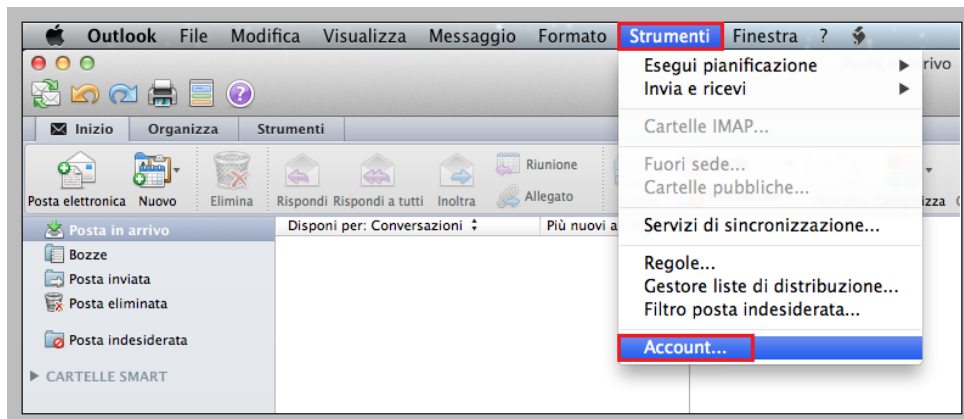 Outlook File Modifica Visualizza Messaggio Formato Strumenti Finestra ?
rivo
Esegui pianificazione
Invia e ricevi
Cartelle IMAP...
Fuori sede...
Cartelle pubbliche...
Servizi di sincronizzazione...
Regole...
Gestore liste di distribuzione...
Filtro posta indesiderata...
Account...
Inizio Organizza Strumenti
Riunione
Allegato
Posta elettronica Nuovo Elimina Rispondi Rispondi a tutti Inoltra
izza
Disponi per: Conversazioni Più nuovi a
Posta in arrivo
Bozze
Posta inviata
Posta eliminata
Posta indesiderata
CARTELLE SMART